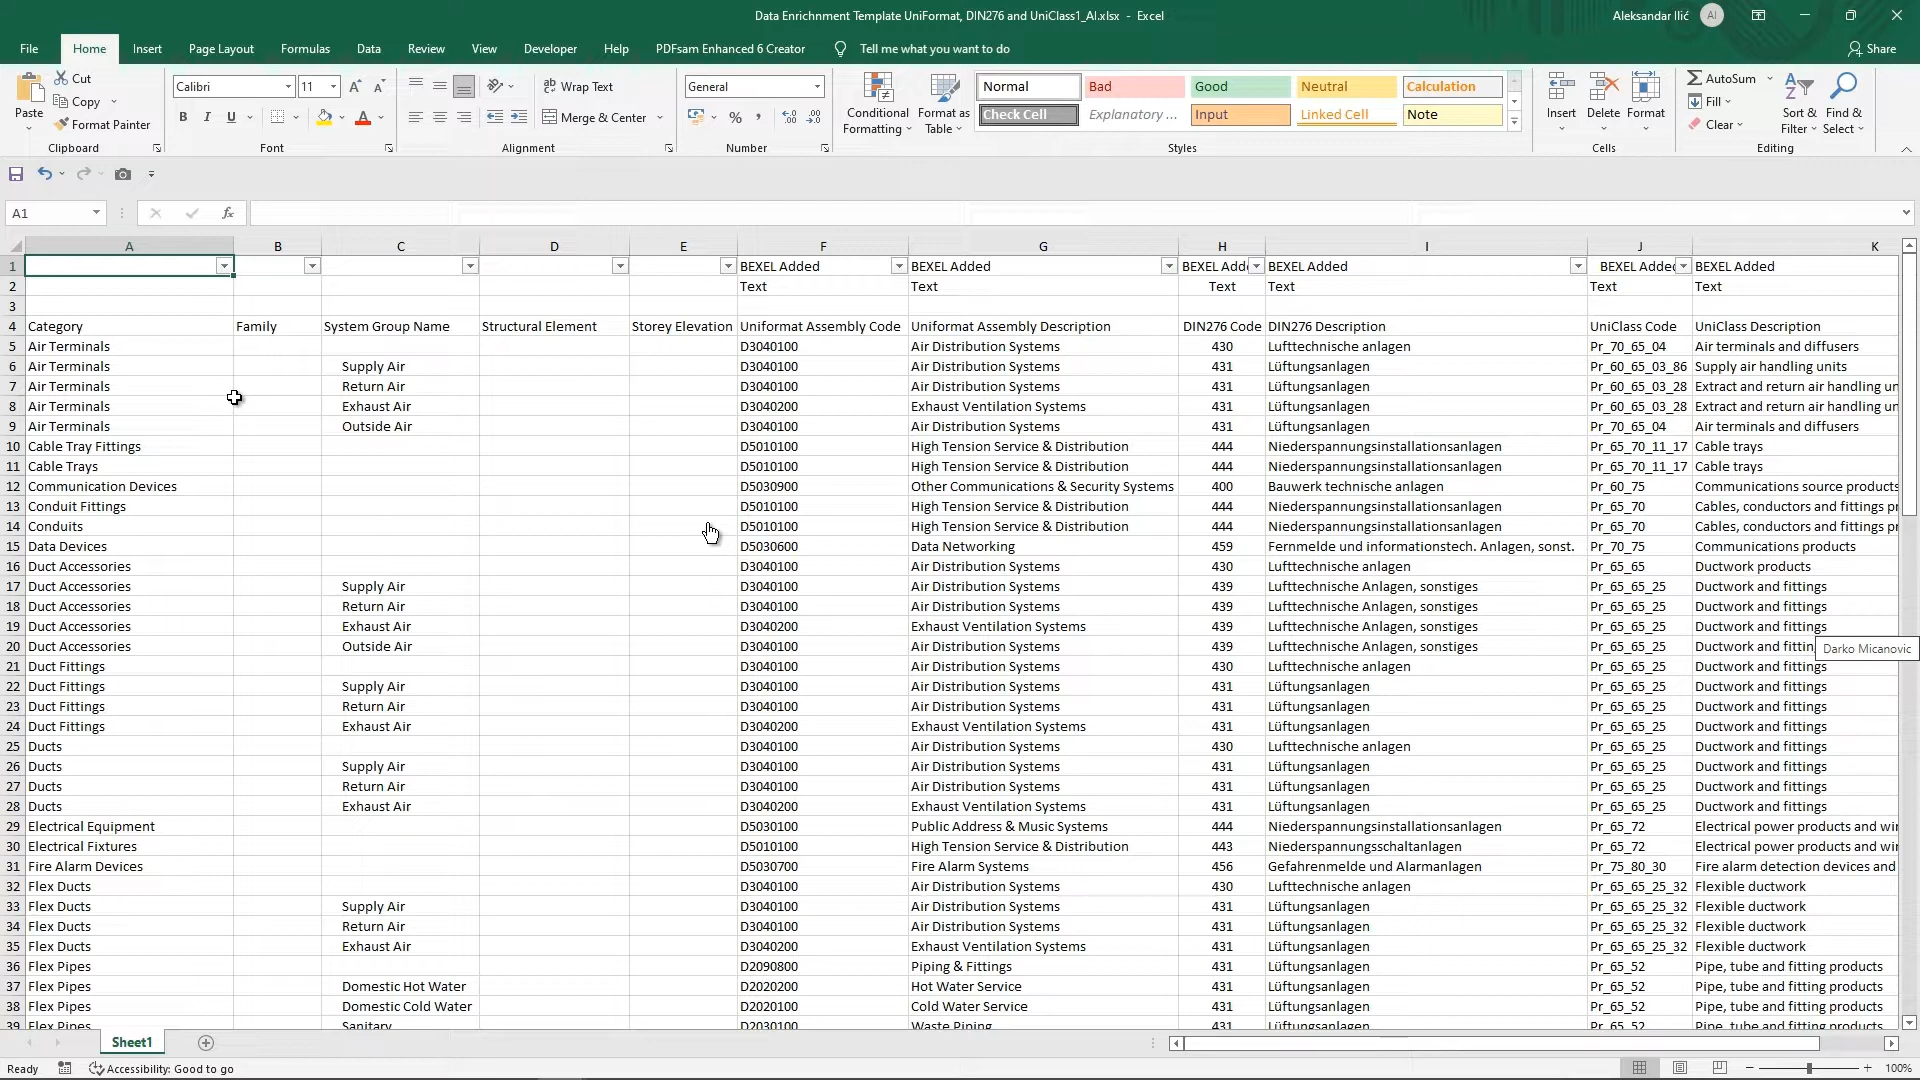 Data Enrichnment Template UniFormat, DIN276 and UniClass1_AI.xlsx - Excel
Aleksandar Ilić AI
File Home Insert Page Layout Formulas Data Review View Developer Help PDFsam Enhanced 6 Creator Tell me what you want to do Share
Paste Cut Copy Format Painter Clipboard
Calibri 11 B I U Font
Wrap Text Merge & Center Alignment
General % , Number
Conditional Formatting Format as Table
Normal Bad Good Neutral Calculation
Check Cell Explanatory ... Input Linked Cell Note
Styles
Insert Delete Format Cells
AutoSum Fill Clear Sort & Filter Find & Select Editing
A1 fx
A B C D E F G H I J K
1 BEXEL Added BEXEL Added BEXEL Add BEXEL Added BEXEL Added BEXEL Added
2 Text Text Text Text Text Text
3
4 Category Family System Group Name Structural Element Storey Elevation Uniformat Assembly Code Uniformat Assembly Description DIN276 Code DIN276 Description UniClass Code UniClass Description
5 Air Terminals D3040100 Air Distribution Systems 430 Lufttechnische anlagen Pr_70_65_04 Air terminals and diffusers
6 Air Terminals Supply Air D3040100 Air Distribution Systems 431 Lüftungsanlagen Pr_60_65_03_86 Supply air handling units
7 Air Terminals Return Air D3040100 Air Distribution Systems 431 Lüftungsanlagen Pr_60_65_03_28 Extract and return air handling un
8 Air Terminals Exhaust Air D3040200 Exhaust Ventilation Systems 431 Lüftungsanlagen Pr_60_65_03_28 Extract and return air handling un
9 Air Terminals Outside Air D3040100 Air Distribution Systems 431 Lüftungsanlagen Pr_70_65_04 Air terminals and diffusers
10 Cable Tray Fittings D5010100 High Tension Service & Distribution 444 Niederspannungsinstallationsanlagen Pr_65_70_11_17 Cable trays
11 Cable Trays D5010100 High Tension Service & Distribution 444 Niederspannungsinstallationsanlagen Pr_65_70_11_17 Cable trays
12 Communication Devices D5030900 Other Communications & Security Systems 400 Bauwerk technische anlagen Pr_60_75 Communications source products
13 Conduit Fittings D5010100 High Tension Service & Distribution 444 Niederspannungsinstallationsanlagen Pr_65_70 Cables, conductors and fittings pr
14 Conduits D5010100 High Tension Service & Distribution 444 Niederspannungsinstallationsanlagen Pr_65_70 Cables, conductors and fittings pr
15 Data Devices D5030600 Data Networking 459 Fernmelde und informationstech. Anlagen, sonst. Pr_70_75 Communications products
16 Duct Accessories D3040100 Air Distribution Systems 430 Lufttechnische anlagen Pr_65_65 Ductwork products
17 Duct Accessories Supply Air D3040100 Air Distribution Systems 439 Lufttechnische Anlagen, sonstiges Pr_65_65_25 Ductwork and fittings
18 Duct Accessories Return Air D3040100 Air Distribution Systems 439 Lufttechnische Anlagen, sonstiges Pr_65_65_25 Ductwork and fittings
19 Duct Accessories Exhaust Air D3040200 Exhaust Ventilation Systems 439 Lufttechnische Anlagen, sonstiges Pr_65_65_25 Ductwork and fittings
20 Duct Accessories Outside Air D3040100 Air Distribution Systems 439 Lufttechnische Anlagen, sonstiges Pr_65_65_25 Ductwork and fittin Darko Micanovic
21 Duct Fittings D3040100 Air Distribution Systems 430 Lufttechnische anlagen Pr_65_65_25 Ductwork and fittings
22 Duct Fittings Supply Air D3040100 Air Distribution Systems 431 Lüftungsanlagen Pr_65_65_25 Ductwork and fittings
23 Duct Fittings Return Air D3040100 Air Distribution Systems 431 Lüftungsanlagen Pr_65_65_25 Ductwork and fittings
24 Duct Fittings Exhaust Air D3040200 Exhaust Ventilation Systems 431 Lüftungsanlagen Pr_65_65_25 Ductwork and fittings
25 Ducts D3040100 Air Distribution Systems 430 Lufttechnische anlagen Pr_65_65_25 Ductwork and fittings
26 Ducts Supply Air D3040100 Air Distribution Systems 431 Lüftungsanlagen Pr_65_65_25 Ductwork and fittings
27 Ducts Return Air D3040100 Air Distribution Systems 431 Lüftungsanlagen Pr_65_65_25 Ductwork and fittings
28 Ducts Exhaust Air D3040200 Exhaust Ventilation Systems 431 Lüftungsanlagen Pr_65_65_25 Ductwork and fittings
29 Electrical Equipment D5030100 Public Address & Music Systems 444 Niederspannungsinstallationsanlagen Pr_65_72 Electrical power products and wir
30 Electrical Fixtures D5010100 High Tension Service & Distribution 443 Niederspannungsschaltanlagen Pr_65_72 Electrical power products and wir
31 Fire Alarm Devices D5030700 Fire Alarm Systems 456 Gefahrenmelde und Alarmanlagen Pr_75_80_30 Fire alarm detection devices and
32 Flex Ducts D3040100 Air Distribution Systems 430 Lufttechnische anlagen Pr_65_65_25_32 Flexible ductwork
33 Flex Ducts Supply Air D3040100 Air Distribution Systems 431 Lüftungsanlagen Pr_65_65_25_32 Flexible ductwork
34 Flex Ducts Return Air D3040100 Air Distribution Systems 431 Lüftungsanlagen Pr_65_65_25_32 Flexible ductwork
35 Flex Ducts Exhaust Air D3040200 Exhaust Ventilation Systems 431 Lüftungsanlagen Pr_65_65_25_32 Flexible ductwork
36 Flex Pipes D2090800 Piping & Fittings 431 Lüftungsanlagen Pr_65_52 Pipe, tube and fitting products
37 Flex Pipes Domestic Hot Water D2020200 Hot Water Service 431 Lüftungsanlagen Pr_65_52 Pipe, tube and fitting products
38 Flex Pipes Domestic Cold Water D2020100 Cold Water Service 431 Lüftungsanlagen Pr_65_52 Pipe, tube and fitting products
39 Flex Pipes Sanitary D2030100 Waste Piping 431 Lüftungsanlagen Pr_65_52 Pipe, tube and fitting products
Sheet1
Ready Accessibility: Good to go 100%